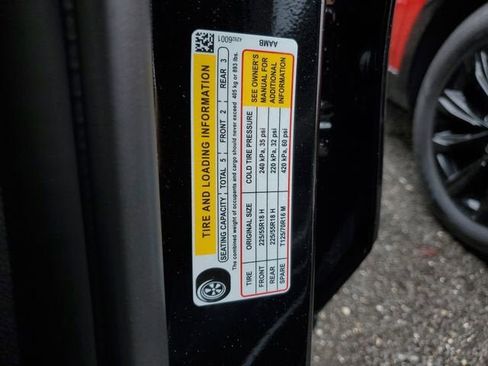 4ZN26001 AAMB
TIRE AND LOADING INFORMATION
SEATING CAPACITY TOTAL 5 FRONT 2 REAR 3
The combined weight of occupants and cargo should never exceed 405 kg or 893 lbs.
TIRE ORIGINAL SIZE COLD TIRE PRESSURE
FRONT 225/55R18 H 240 kPa, 35 psi
REAR 225/55R18 H 220 kPa, 32 psi
SPARE T125/70R16 M 420 kPa, 60 psi
SEE OWNER'S
MANUAL FOR
ADDITIONAL
INFORMATION